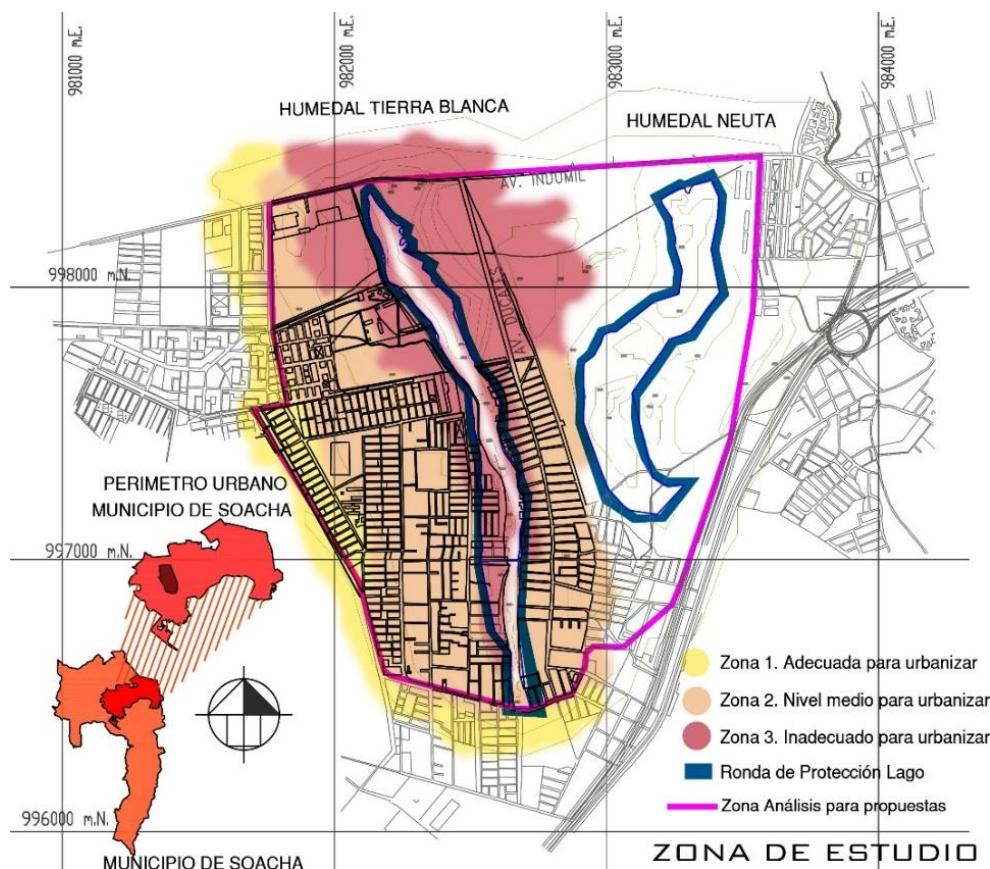 981000 m.E.
982000 m.E.
983000 m.E.
984000 m.E.
HUMEDAL TIERRA BLANCA
HUMEDAL NEUTA
AV. INDUMIL
998000 m.N.
AV. DUCALES
PERIMETRO URBANO
MUNICIPIO DE SOACHA
997000 m.N.
Zona 1. Adecuada para urbanizar
Zona 2. Nivel medio para urbanizar
Zona 3. Inadecuado para urbanizar
Ronda de Protección Lago
Zona Análisis para propuestas
996000 m.N.
ZONA DE ESTUDIO
MUNICIPIO DE SOACHA